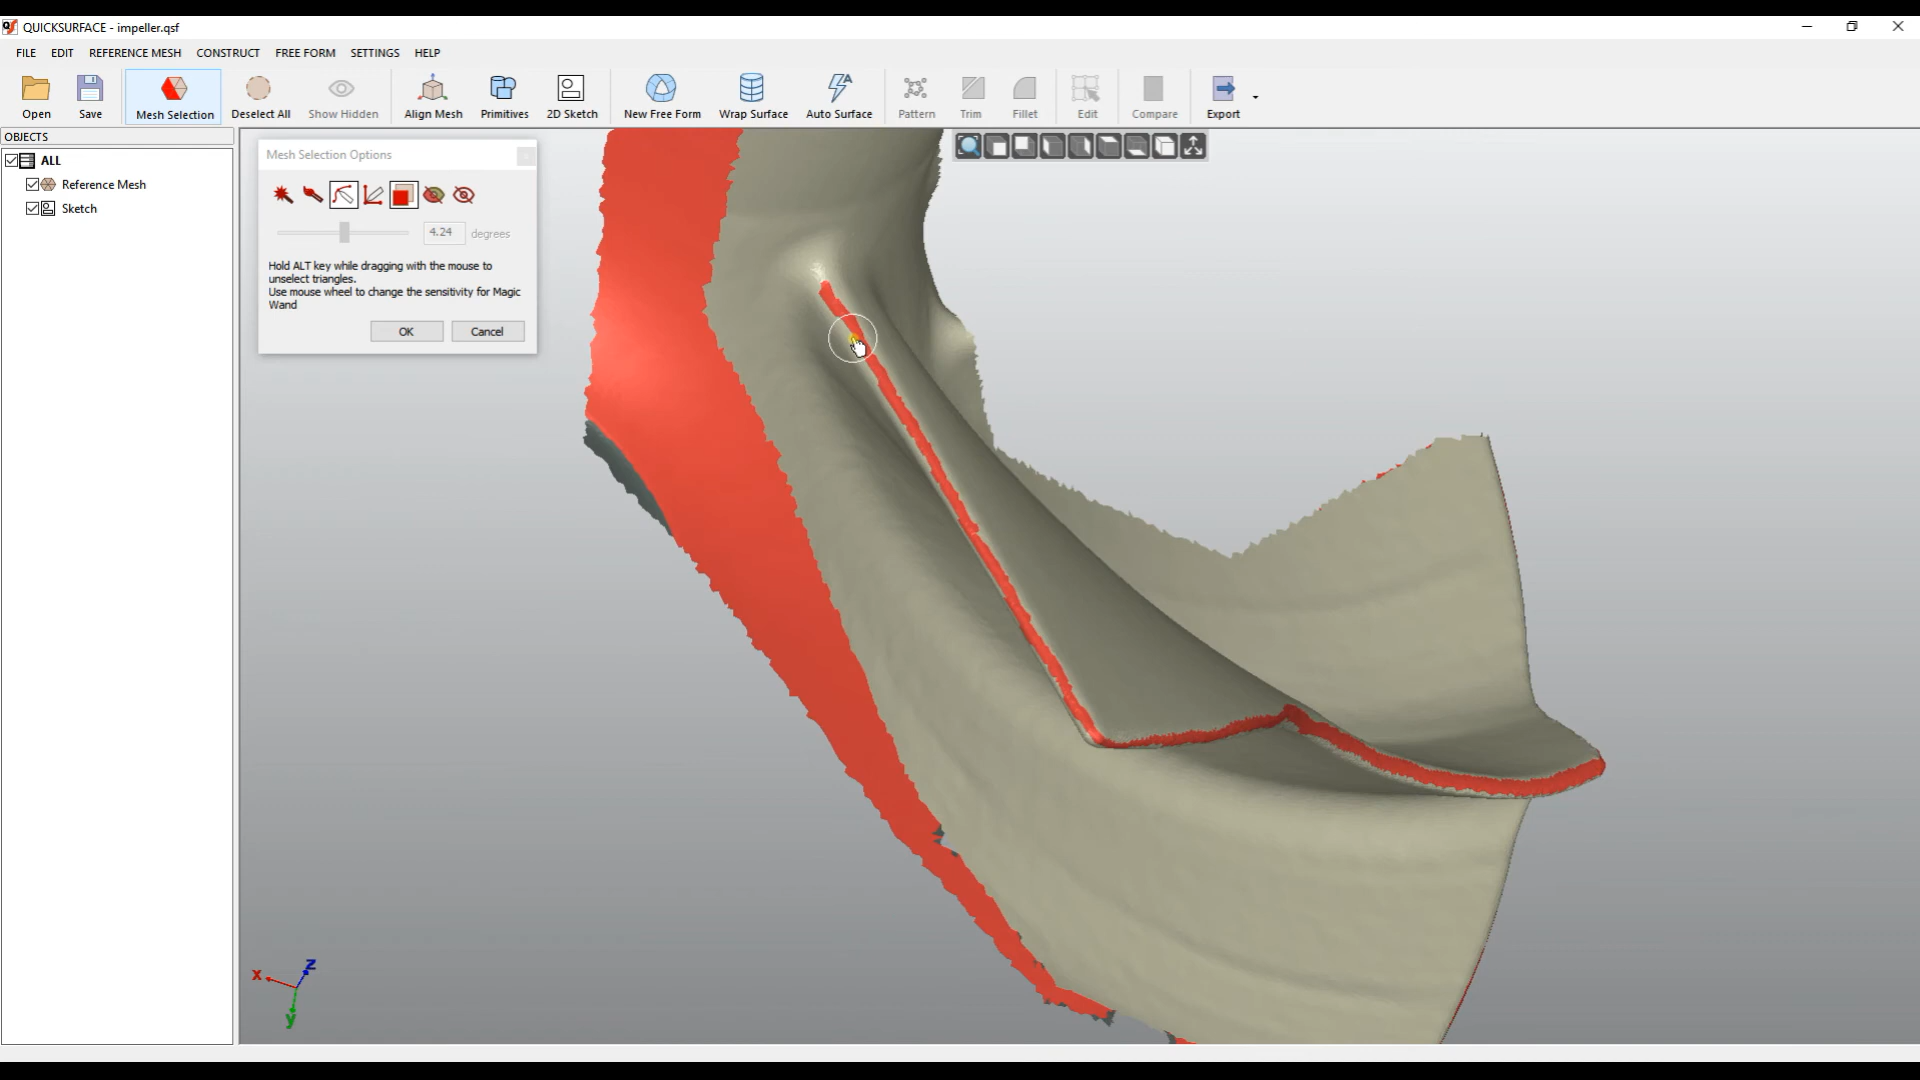 QUICKSURFACE - impeller.qsf
FILE EDIT REFERENCE MESH CONSTRUCT FREE FORM SETTINGS HELP
Open Save Mesh Selection Deselect All Show Hidden Align Mesh Primitives 2D Sketch New Free Form Wrap Surface Auto Surface Pattern Trim Fillet Edit Compare Export
OBJECTS
ALL
Reference Mesh
Sketch
Mesh Selection Options
4.24 degrees
Hold ALT key while dragging with the mouse to
unselect triangles.
Use mouse wheel to change the sensitivity for Magic
Wand
OK Cancel
x z
y